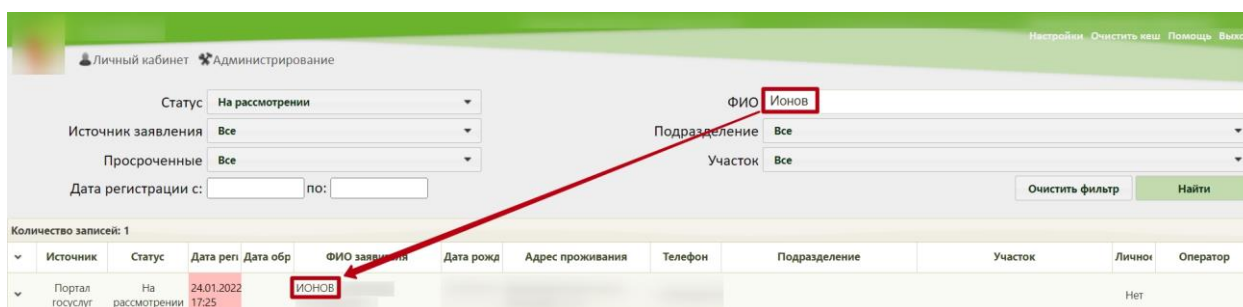 Настройки Очистить кеш Помощь Выхо
Личный кабинет Администрирование
Статус На рассмотрении ФИО Ионов
Источник заявления Все Подразделение Все
Просроченные Все Участок Все
Дата регистрации с: по: Очистить фильтр Найти
Количество записей: 1
Источник Статус Дата реги Дата обр ФИО заявителя Дата рожд Адрес проживания Телефон Подразделение Участок Личное Оператор
Портал На 24.01.2022 ИОНОВ Нет
госуслуг рассмотрении 17:25